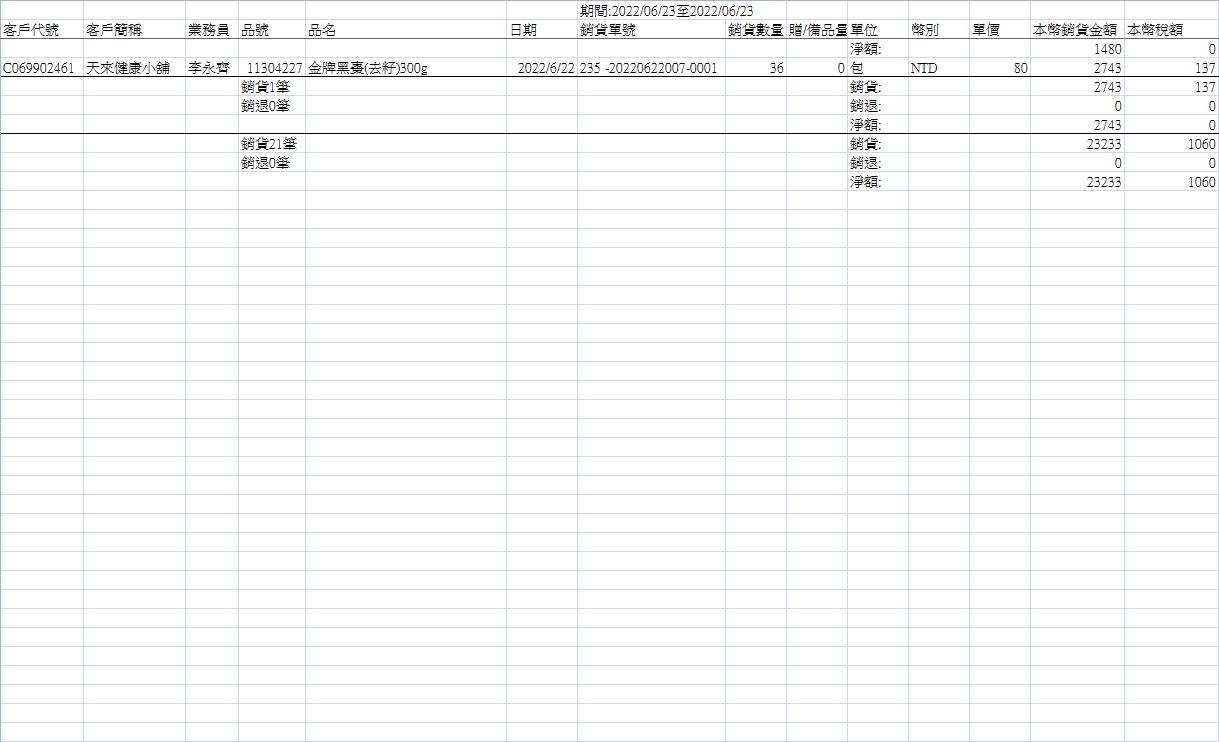 期間:2022/06/23至2022/06/23
客戶代號 客戶簡稱 業務員 品號 品名 日期 銷貨單號 銷貨數量 贈/備品量 單位 幣別 單價 本幣銷貨金額 本幣稅額
淨額: 1480 0
C069902461 天來健康小舖 李永齊 11304227 金牌黑棗(去籽)300g 2022/6/22 235 -20220622007-0001 36 0 包 NTD 80 2743 137
銷貨1筆 銷貨: 2743 137
銷退0筆 銷退: 0 0
淨額: 2743 0
銷貨21筆 銷貨: 23233 1060
銷退0筆 銷退: 0 0
淨額: 23233 1060